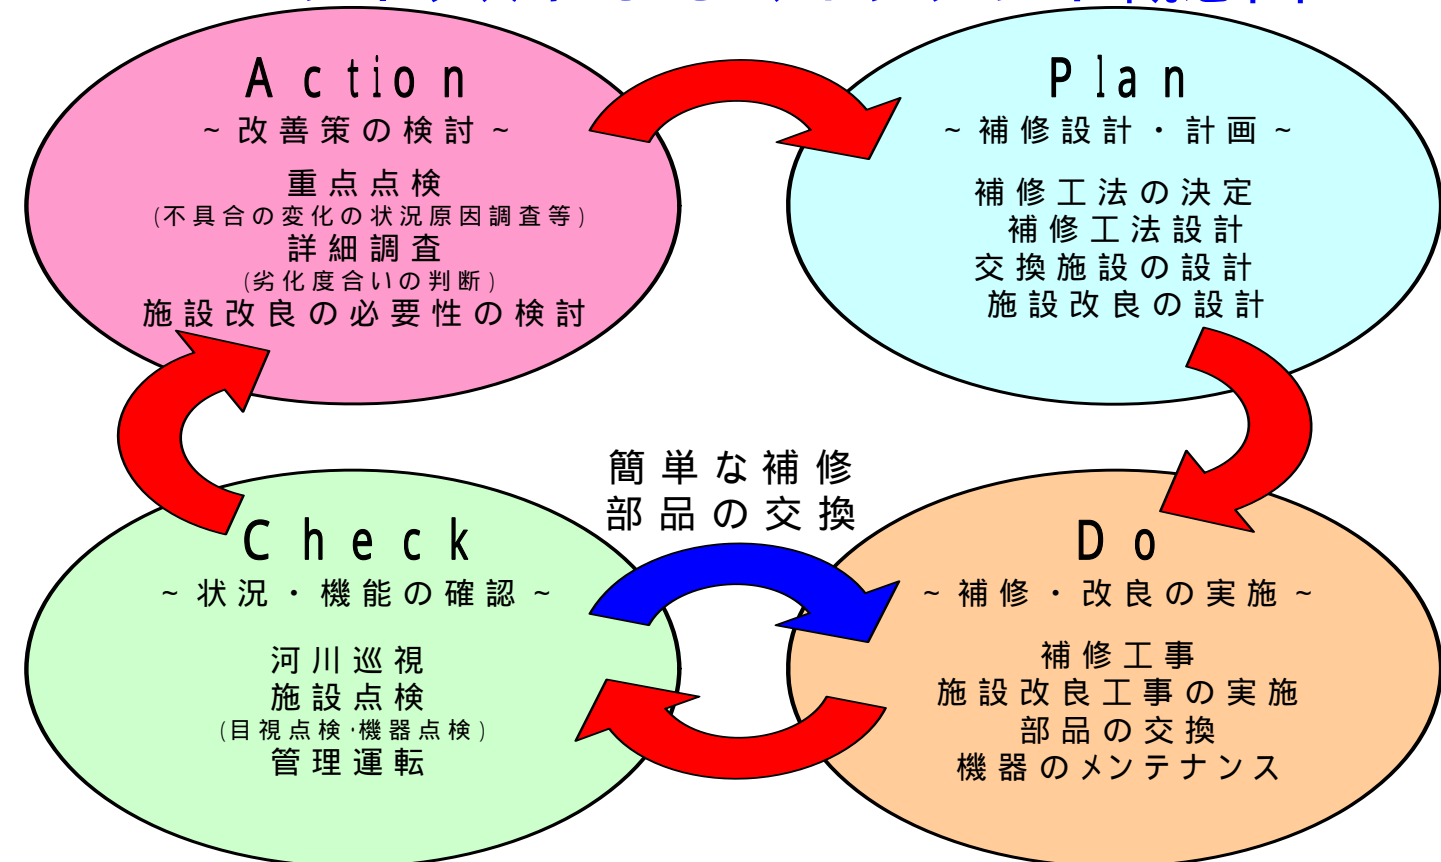 Action
~改善策の検討~
重点点検
(不具合の変化の状況原因調査等)
詳細調査
(劣化度合いの判断)
施設改良の必要性の検討
Plan
~補修設計・計画~
補修工法の決定
補修工法設計
交換施設の設計
施設改良の設計
簡単な補修
部品の交換
Check
~状況・機能の確認~
河川巡視
施設点検
(目視点検・機器点検)
管理運転
Do
~補修・改良の実施~
補修工事
施設改良工事の実施
部品の交換
機器のメンテナンス